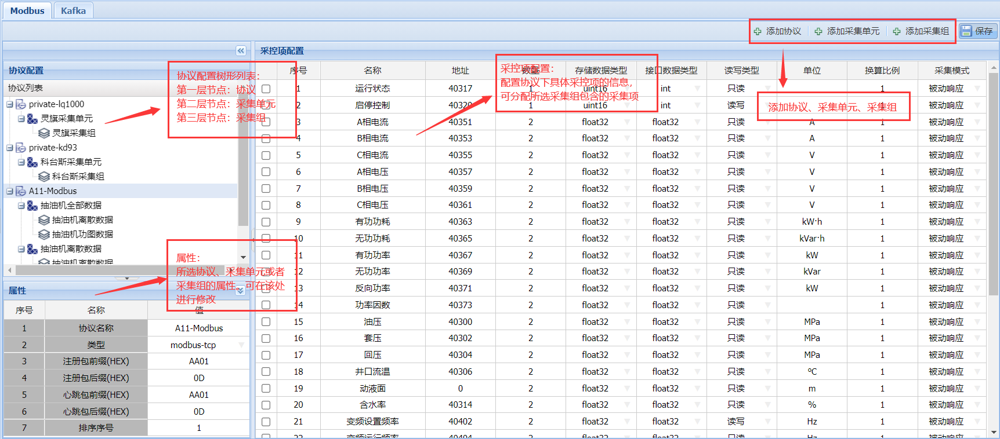 Modbus Kafka
添加协议 添加采集单元 添加采集组 保存
采控项配置
协议配置
协议列表
private-lq1000
灵旗采集单元
灵旗采集组
private-kd93
科台斯采集单元
科台斯采集组
A11-Modbus
抽油机全部数据
抽油机离散数据
抽油机功图数据
抽油机离散数据
抽油机离散数据
协议配置树形列表：
第一层节点：协议
第二层节点：采集单元
第三层节点：采集组
属性：
所选协议、采集单元或者
采集组的属性，可在该处
进行修改
属性
序号 名称 值
1 协议名称 A11-Modbus
2 类型 modbus-tcp
3 注册包前缀(HEX) AA01
4 注册包后缀(HEX) 0D
5 心跳包前缀(HEX) AA01
6 心跳包后缀(HEX) 0D
7 排序序号 1
采控项配置：
配置协议下具体采控项的信息，
可分配所选采集组包含的采集项
添加协议、采集单元、采集组
序号 名称 地址 数量 存储数据类型 接口数据类型 读写类型 单位 换算比例 采集模式
1 运行状态 40317 1 uint16 int 只读 1 被动响应
2 启停控制 40320 1 uint16 int 读写 1 被动响应
3 A相电流 40351 2 float32 float32 只读 A 1 被动响应
4 B相电流 40353 2 float32 float32 只读 A 1 被动响应
5 C相电流 40355 2 float32 float32 只读 V 1 被动响应
6 A相电压 40357 2 float32 float32 只读 V 1 被动响应
7 B相电压 40359 2 float32 float32 只读 V 1 被动响应
8 C相电压 40361 2 float32 float32 只读 V 1 被动响应
9 有功功耗 40363 2 float32 float32 只读 kW·h 1 被动响应
10 无功功耗 40365 2 float32 float32 只读 kVar·h 1 被动响应
11 有功功率 40367 2 float32 float32 只读 kW 1 被动响应
12 无功功率 40369 2 float32 float32 只读 kVar 1 被动响应
13 反向功率 40371 2 float32 float32 只读 kW 1 被动响应
14 功率因数 40373 2 float32 float32 只读 1 被动响应
15 油压 40300 2 float32 float32 只读 MPa 1 被动响应
16 套压 40302 2 float32 float32 只读 MPa 1 被动响应
17 回压 40304 2 float32 float32 只读 MPa 1 被动响应
18 井口流温 40306 2 float32 float32 只读 ℃ 1 被动响应
19 动液面 0 2 float32 float32 只读 m 1 被动响应
20 含水率 40314 2 float32 float32 只读 % 1 被动响应
21 变频设置频率 40402 2 float32 float32 读写 Hz 1 被动响应
22 变频运行频率 40404 2 float32 float32 只读 Hz 1 被动响应